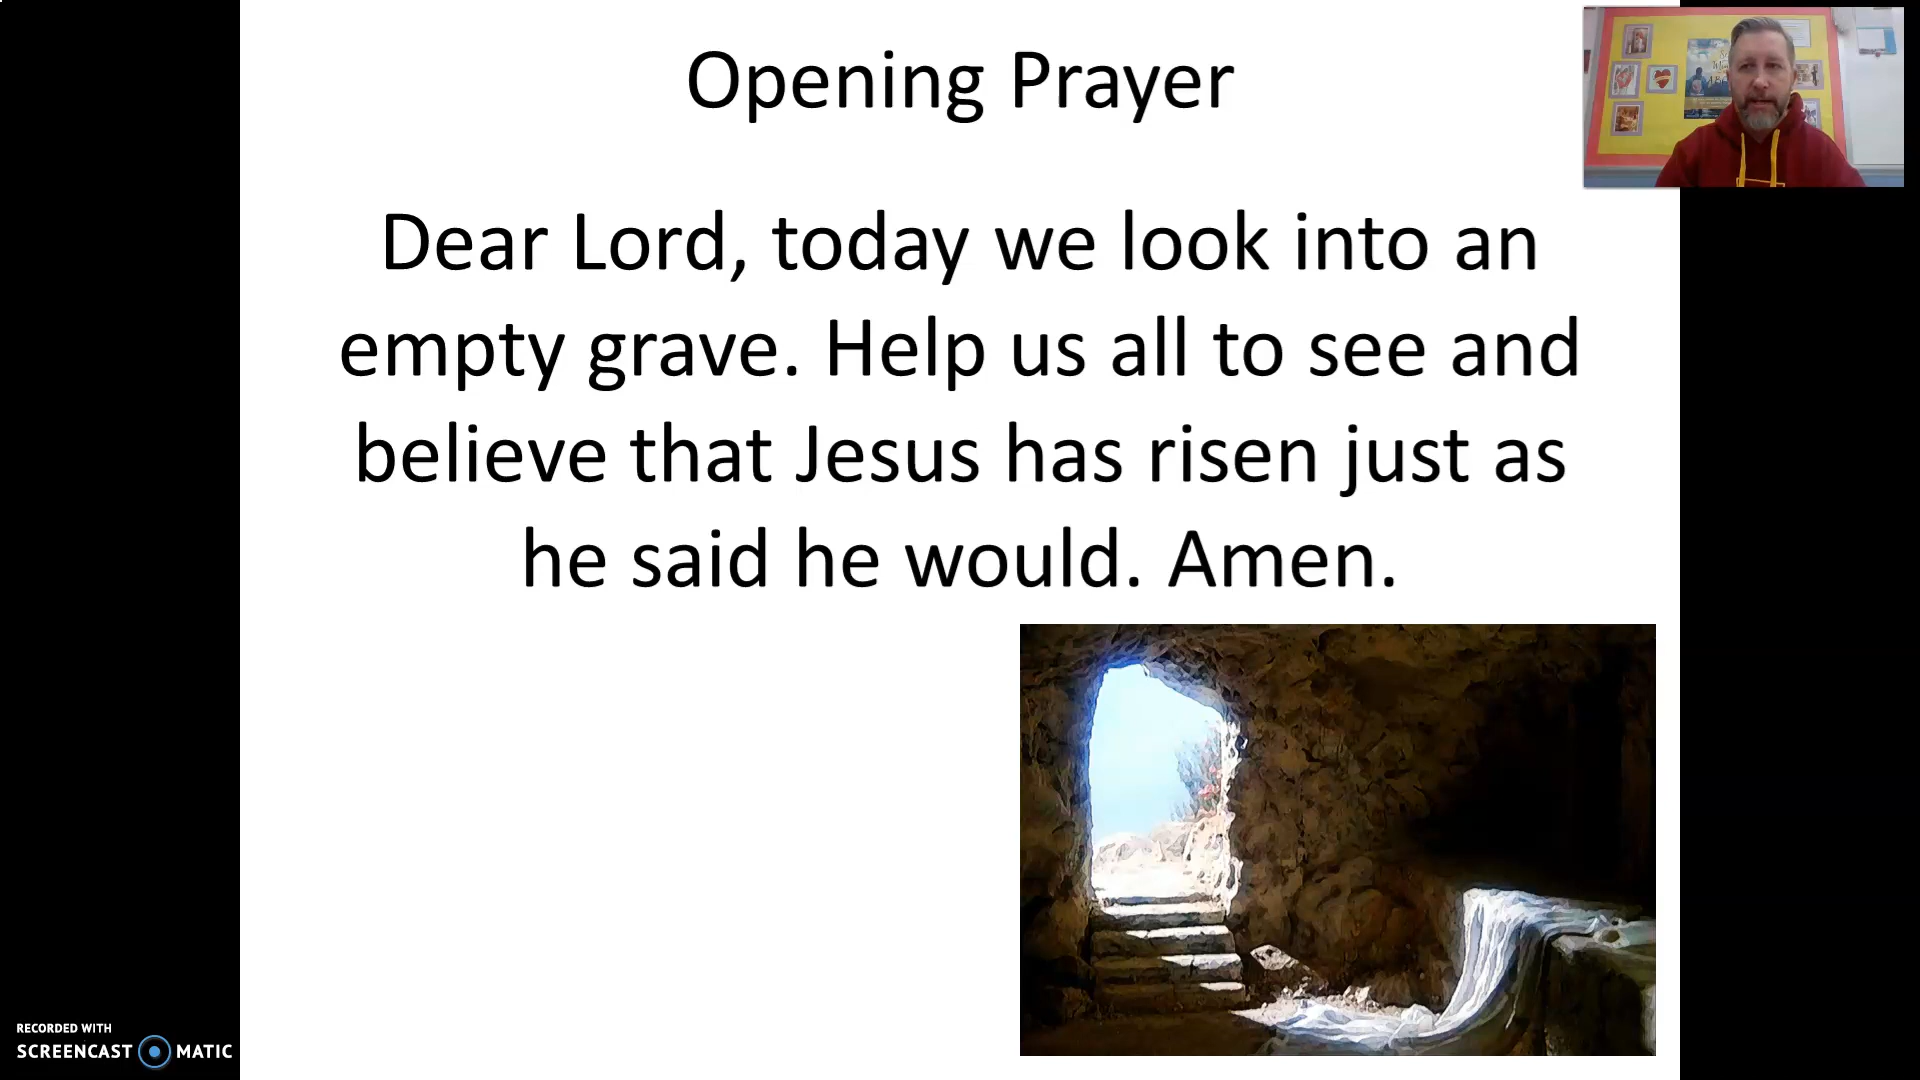 Opening Prayer
Dear Lord, today we look into an
empty grave. Help us all to see and
believe that Jesus has risen just as
he said he would. Amen.
RECORDED WITH
SCREENCAST MATIC